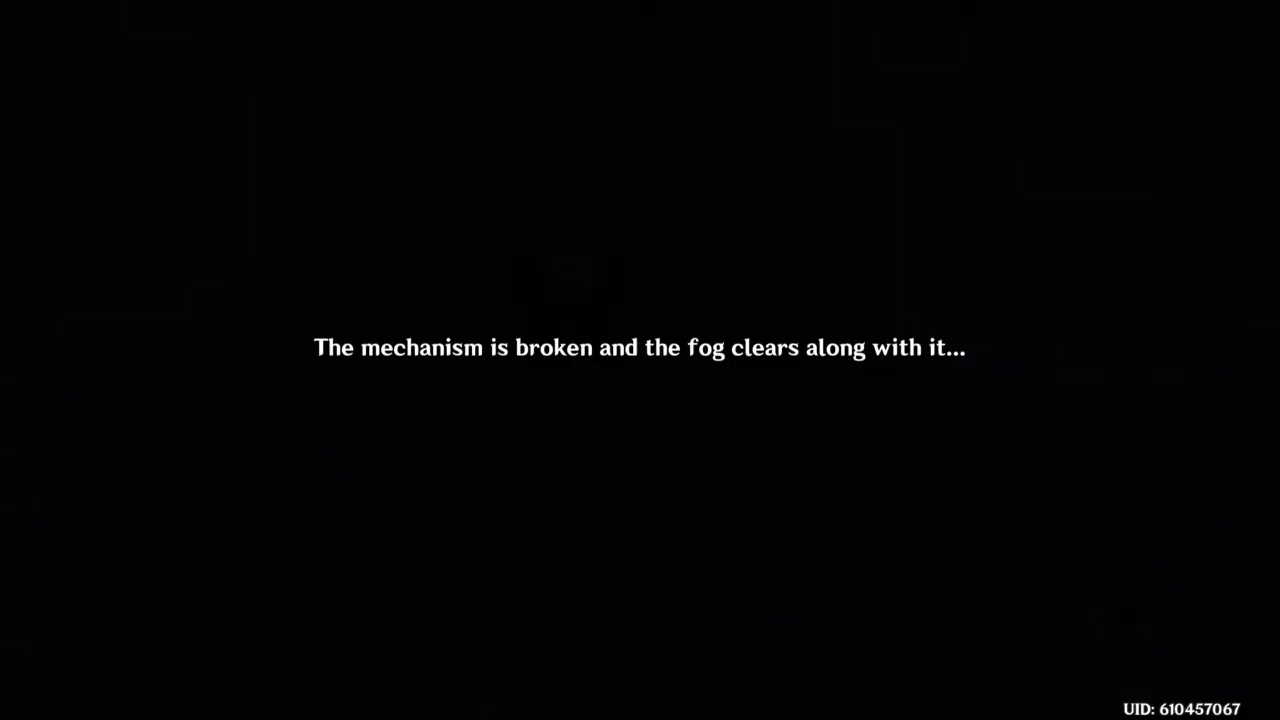 The mechanism is broken and the fog clears along with it...
UID: 610457067